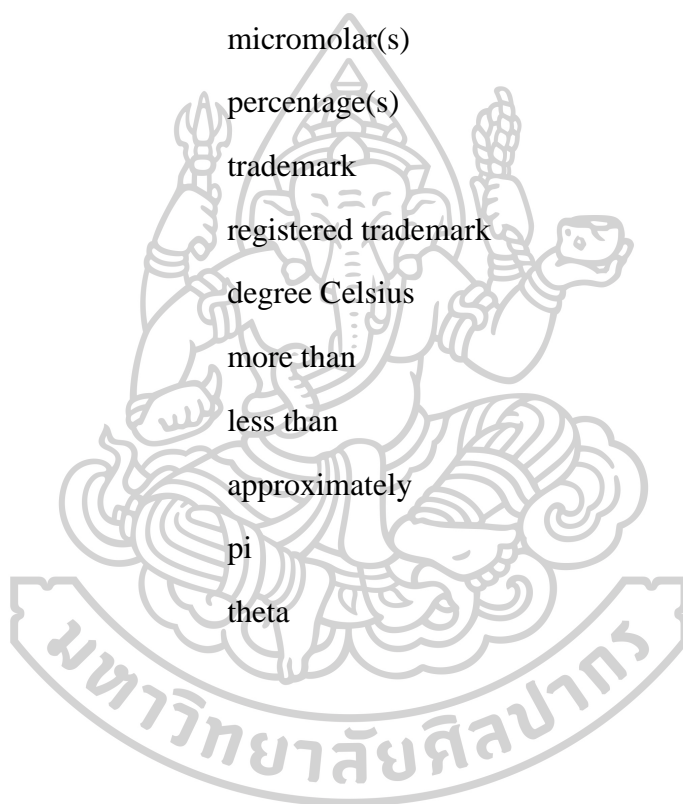 micromolar(s)
percentage(s)
trademark
registered trademark
degree Celsius
more than
less than
approximately
pi
theta
มหาวิทยาลัยศิลปากร